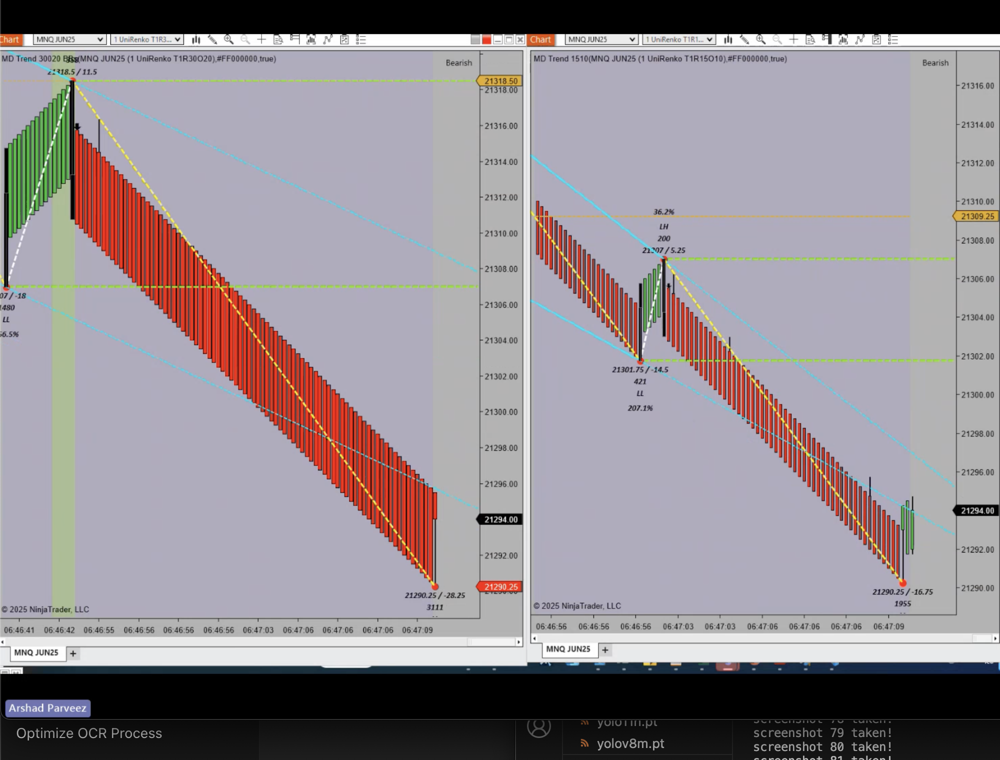 Chart
MNQ JUN25
1 UniRenko T1R3...
MD Trend 30020 B
(MNQ JUN25 (1 UniRenko T1R30O20),#FF000000,true)
Bearish
21318.5 / 11.5
21318.50
21318.00
21316.00
21314.00
21312.00
21310.00
21308.00
21306.00
21304.00
21302.00
21300.00
21298.00
21296.00
21294.00
21292.00
21290.25
07 / -18
1480
LL
56.5%
21290.25 / -28.25
3111
© 2025 NinjaTrader, LLC
06:46:41
06:46:42
06:46:55
06:46:56
06:46:56
06:46:56
06:47:03
06:47:06
06:47:06
06:47:06
06:47:09
MNQ JUN25
+
Chart
MNQ JUN25
1 UniRenko T1R1...
MD Trend 1510(MNQ JUN25 (1 UniRenko T1R15O10),#FF000000,true)
Bearish
21316.00
21314.00
21312.00
21310.00
21309.25
21308.00
21306.00
21304.00
21302.00
21300.00
21298.00
21296.00
21294.00
21292.00
21290.00
36.2%
LH
200
21307 / 5.25
21301.75 / -14.5
421
LL
207.1%
21290.25 / -16.75
1955
© 2025 NinjaTrader, LLC
06:46:56
06:46:56
06:46:56
06:47:03
06:47:06
06:47:06
06:47:06
06:47:09
MNQ JUN25
+
Arshad Parveez
Optimize OCR Process
yolo11n.pt
yolov8m.pt
screenshot 78 taken!
screenshot 79 taken!
screenshot 80 taken!
screenshot 81 taken!